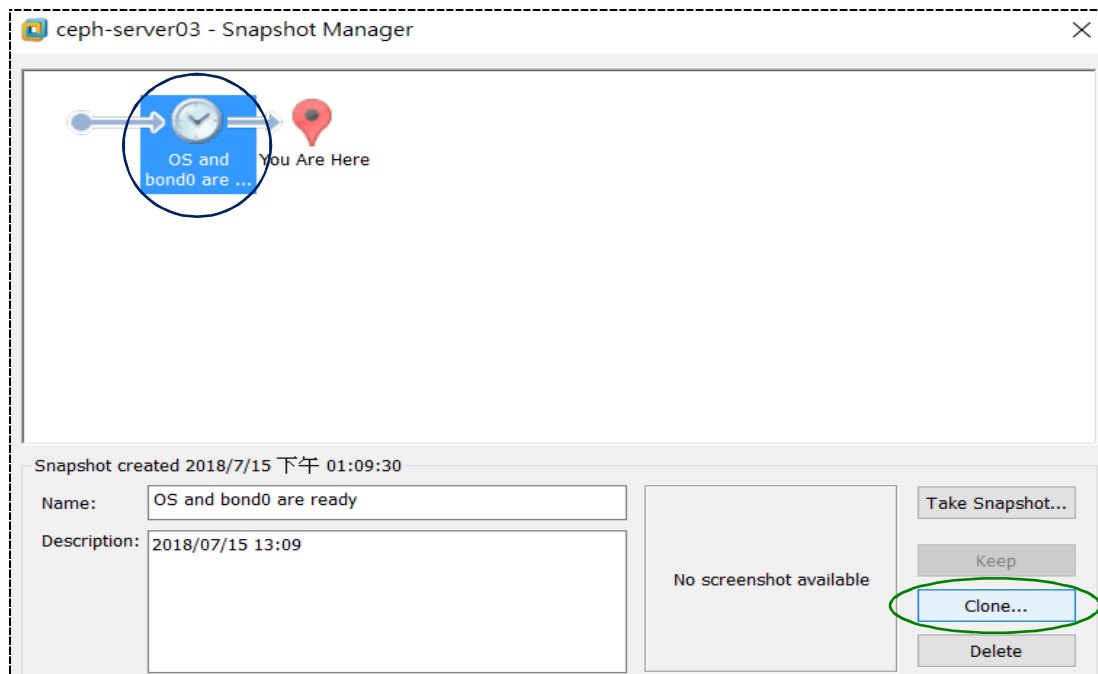 ceph-server03 - Snapshot Manager
OS and
bond0 are ...
You Are Here
Snapshot created 2018/7/15 下午 01:09:30
Name:
OS and bond0 are ready
Take Snapshot...
Description:
2018/07/15 13:09
No screenshot available
Keep
Clone...
Delete